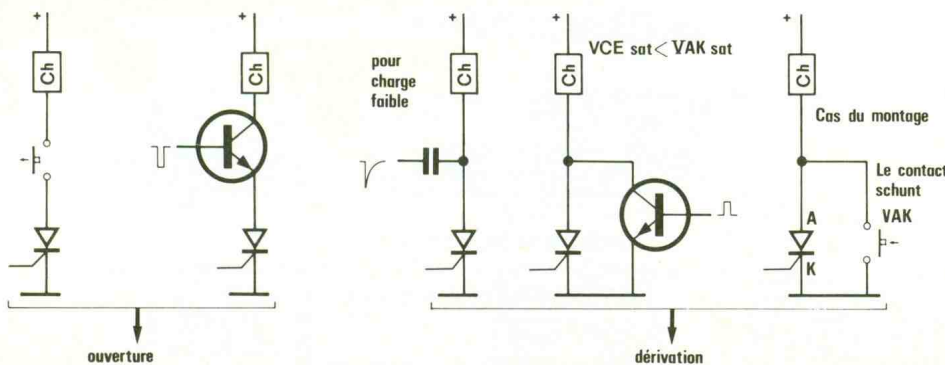 +
+
+
+
+
Ch
Ch
pour
charge
faible
Ch
Ch
VCE sat < VAK sat
Ch
Cas du montage
Le contact
schunt
VAK
A
K
ouverture
dérivation